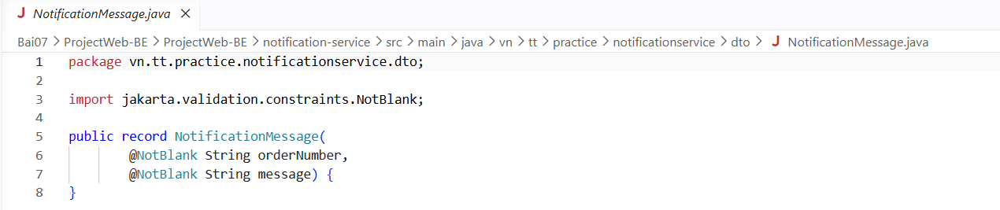 J NotificationMessage.java ×
Bai07 > ProjectWeb-BE > ProjectWeb-BE > notification-service > src > main > java > vn > tt > practice > notificationservice > dto > J NotificationMessage.java
1 package vn.tt.practice.notificationservice.dto;
2
3 import jakarta.validation.constraints.NotBlank;
4
5 public record NotificationMessage(
6         @NotBlank String orderNumber,
7         @NotBlank String message) {
8 }